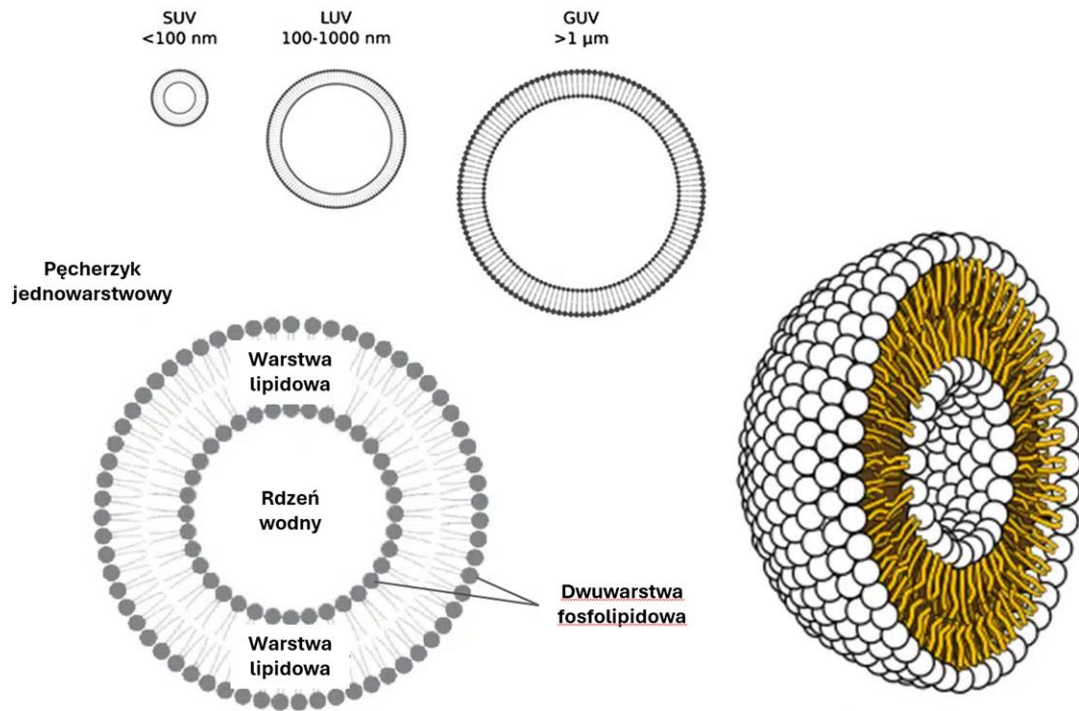 SUV
<100 nm
LUV
100-1000 nm
GUV
>1 μm
Pęcherzyk
jednowarstwowy
Warstwa
lipidowa
Rdzeń
wodny
Dwuwarstwa
fosfolipidowa
Warstwa
lipidowa